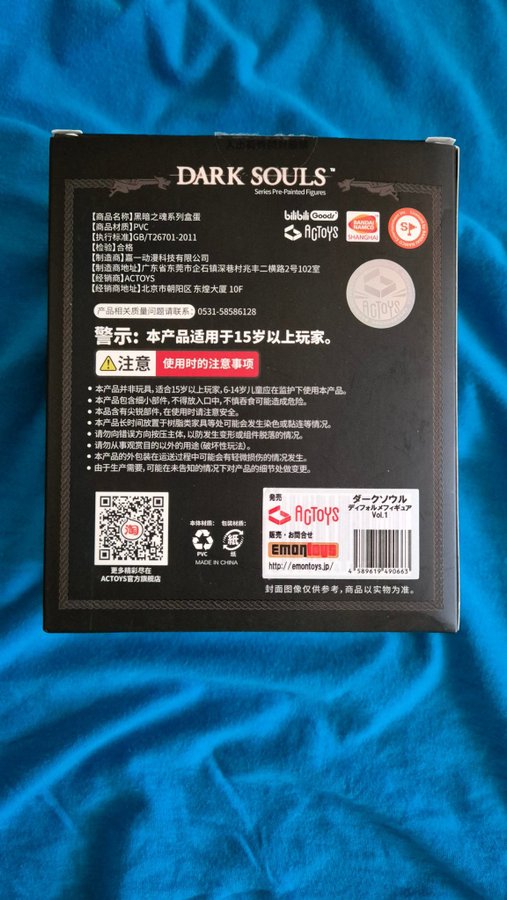 DARK SOULS™
Series Pre-Painted Figures
【商品名称】黑暗之魂系列盒蛋
【商品材质】PVC
【执行标准】GB/T26701-2011
【检验】合格
【制造商】嘉一动漫科技有限公司
【制造商地址】广东省东莞市企石镇深巷村兆丰二横路2号102室
【经销商】ACTOYS
【经销商地址】北京市朝阳区东煌大厦 10F
bilibili Goods
ACTOYS
BANDAI NAMCO
SHANGHAI
ACTOYS
产品相关质量问题请联系: 0531-58586128
警示: 本产品适用于15岁以上玩家。
注意 使用时的注意事项
• 本产品并非玩具, 适合15岁以上玩家, 6-14岁儿童应在监护下使用本产品。
• 本产品包含细小部件, 不得放入口中, 不慎吞食可能造成危险。
• 本品含有尖锐部件, 在使用时请注意安全。
• 本产品长时间放置于树脂类家具等处可能会发生染色或黏连等情况。
• 请勿向错误方向按压主体, 以防发生变形或组件脱落的情况。
• 请勿从事观赏目的以外的用途(破坏性玩法)。
• 本产品的外包装在运送过程中可能会有轻微损伤的情况发生。
• 由于生产需要, 可能在未告知的情况下对产品的细节处做变更。
淘
更多精彩尽在
ACTOYS官方旗舰店
本体材质: 包装材质:
PVC 纸
MADE IN CHINA
発売
ACTOYS
販売・お問合せ
EMONtoys
http://emontoys.jp/
ダークソウル
ディフォルメフィギュア
Vol.1
4 589619 490663
封面图像仅供参考, 商品以实物为准。